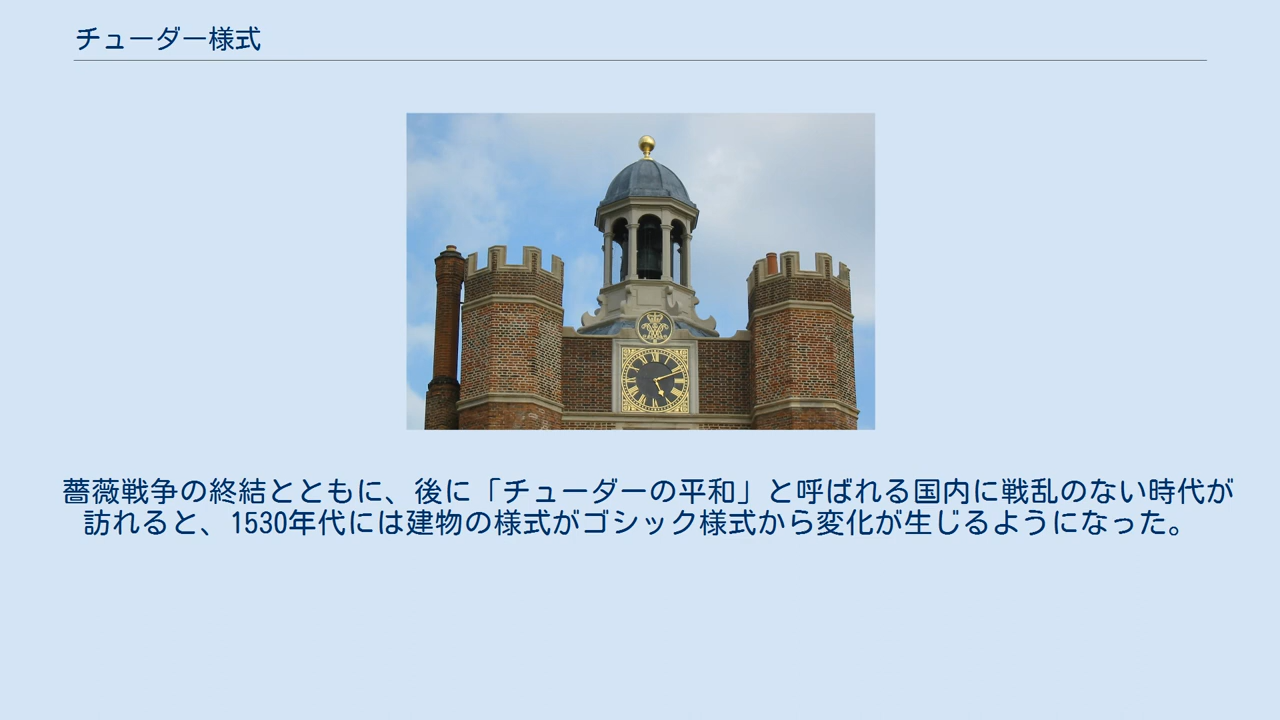 チューダー様式
薔薇戦争の終結とともに、後に「チューダーの平和」と呼ばれる国内に戦乱のない時代が
訪れると、1530年代には建物の様式がゴシック様式から変化が生じるようになった。